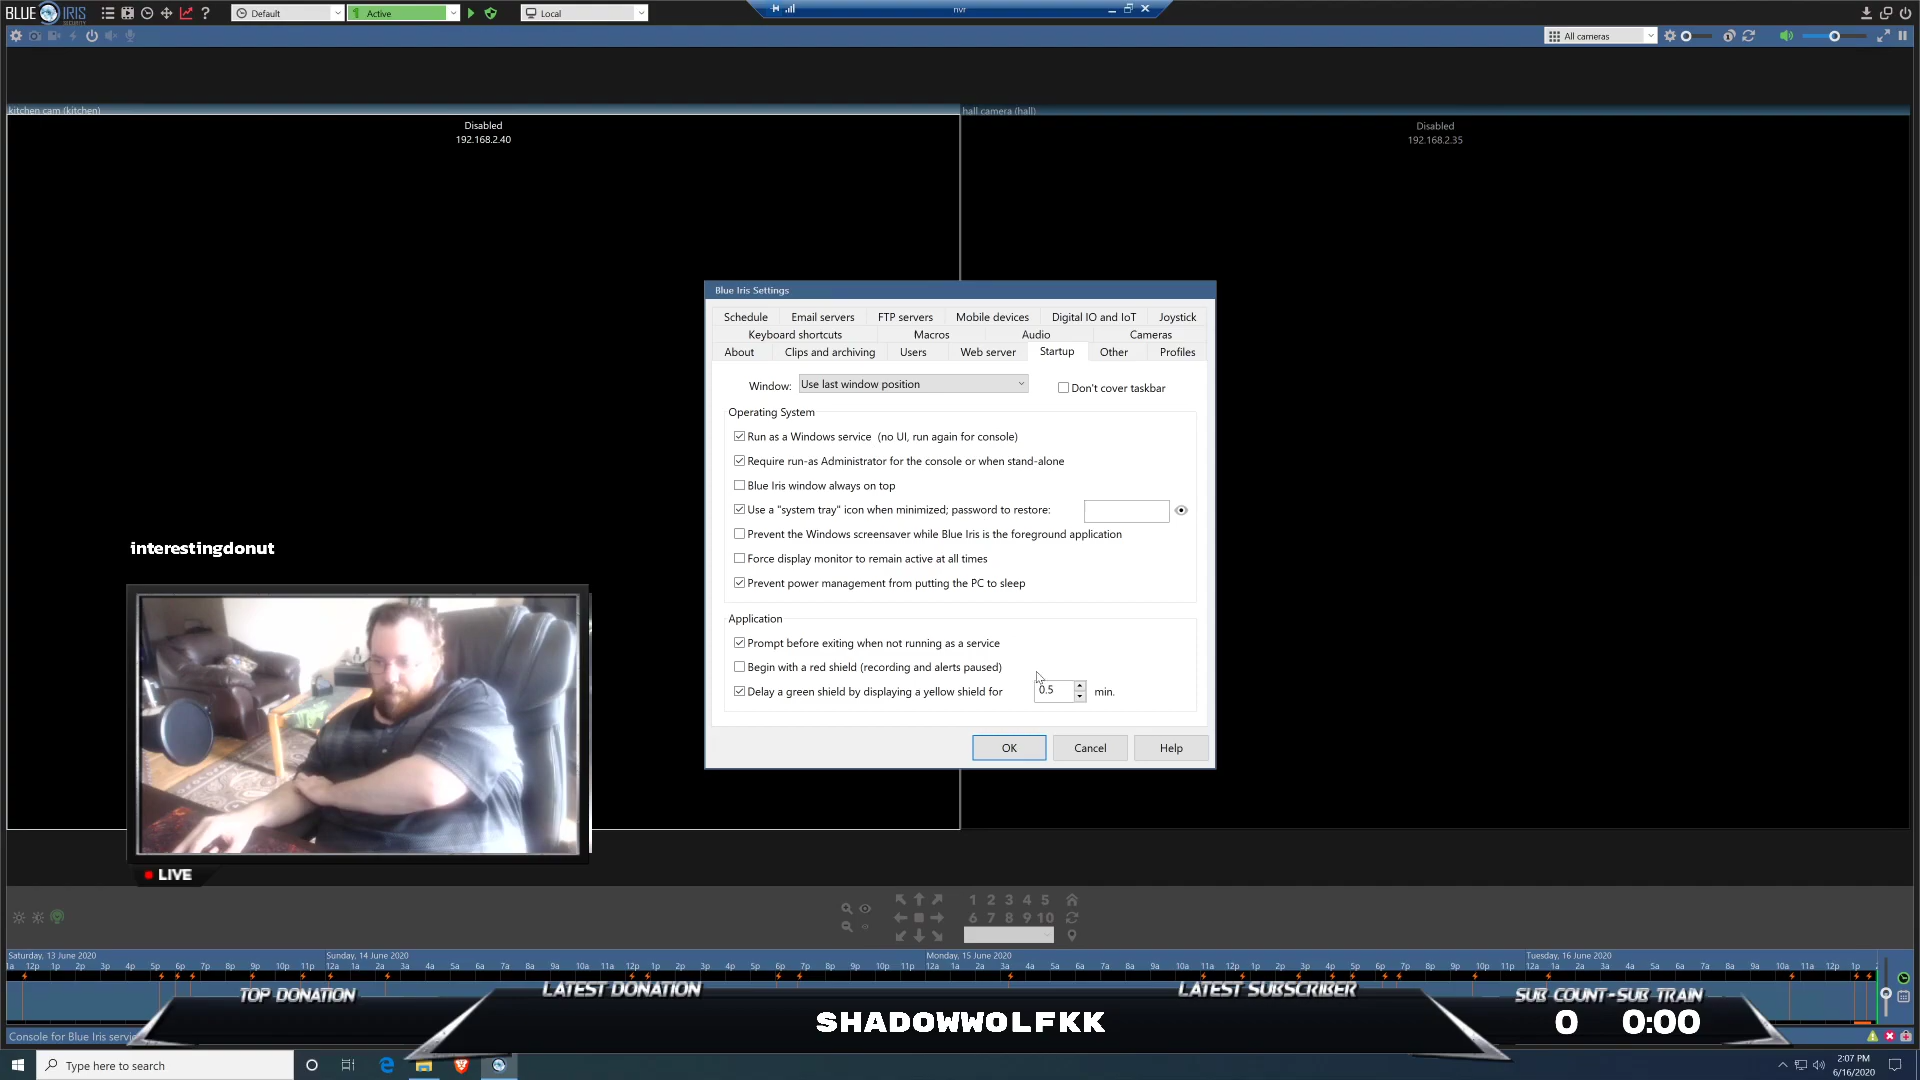 BLUE IRIS
SECURITY
Default
1 Active
Local
nvr
All cameras
kitchen cam (kitchen)
hall camera (hall)
Disabled
192.168.2.40
Disabled
192.168.2.35
Blue Iris Settings
Schedule Email servers FTP servers Mobile devices Digital IO and IoT Joystick
Keyboard shortcuts Macros Audio Cameras
About Clips and archiving Users Web server Startup Other Profiles
Window: Use last window position Don't cover taskbar
Operating System
Run as a Windows service (no UI, run again for console)
Require run-as Administrator for the console or when stand-alone
Blue Iris window always on top
Use a "system tray" icon when minimized; password to restore:
Prevent the Windows screensaver while Blue Iris is the foreground application
Force display monitor to remain active at all times
Prevent power management from putting the PC to sleep
Application
Prompt before exiting when not running as a service
Begin with a red shield (recording and alerts paused)
Delay a green shield by displaying a yellow shield for 0.5 min.
OK Cancel Help
interestingdonut
LIVE
1 2 3 4 5
6 7 8 9 10
Saturday, 13 June 2020 Sunday, 14 June 2020 Monday, 15 June 2020 Tuesday, 16 June 2020
TOP DONATION
LATEST DONATION
LATEST SUBSCRIBER
SUB COUNT-SUB TRAIN
SHADOWWOLFKK
0 0:00
Console for Blue Iris servic
Type here to search
2:07 PM
6/16/2020